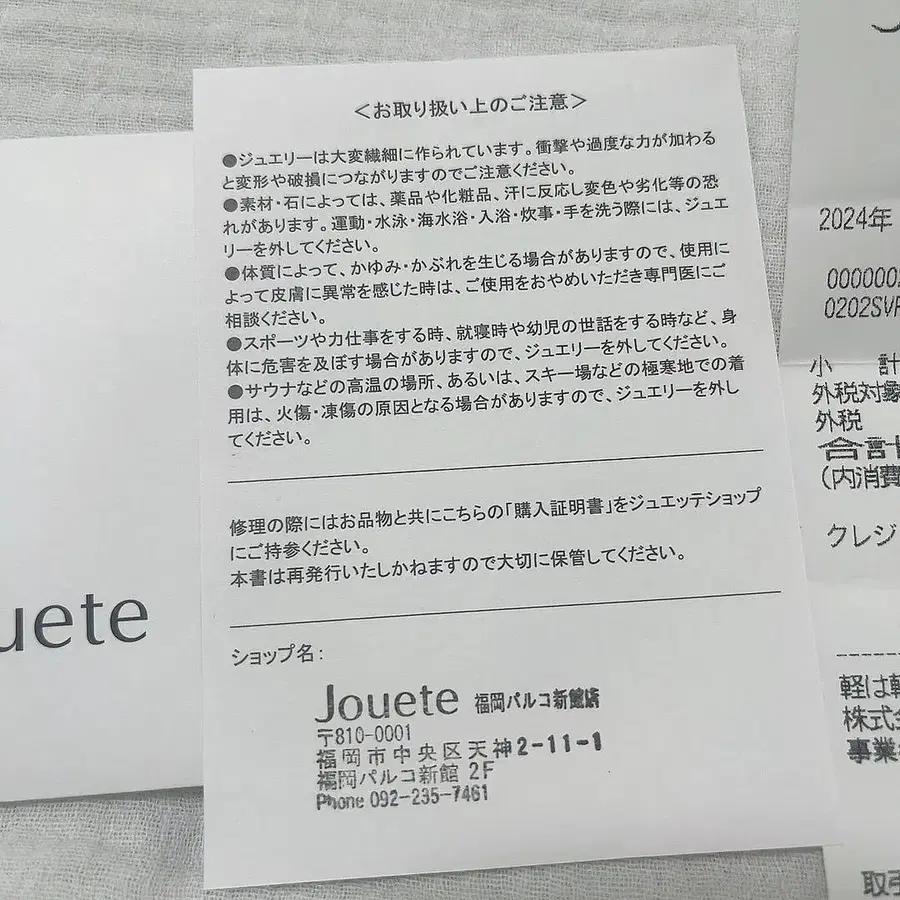 <お取り扱い上のご注意>
●ジュエリーは大変繊細に作られています。衝撃や過度な力が加わる
と変形や破損につながりますのでご注意ください。
●素材・石によっては、薬品や化粧品、汗に反応し変色や劣化等の恐
れがあります。運動・水泳・海水浴・入浴・炊事・手を洗う際には、ジュエ
リーを外してください。
●体質によって、かゆみ・かぶれを生じる場合がありますので、使用に
よって皮膚に異常を感じた時は、ご使用をおやめいただき専門医にご
相談ください。
●スポーツや力仕事をする時、就寝時や幼児の世話をする時など、身
体に危害を及ぼす場合がありますので、ジュエリーを外してください。
●サウナなどの高温の場所、あるいは、スキー場などの極寒地での着
用は、火傷・凍傷の原因となる場合がありますので、ジュエリーを外し
てください。
修理の際にはお品物と共にこちらの「購入証明書」をジュエッテショップ
にご持参ください。
本書は再発行いたしかねますので大切に保管してください。
ショップ名:
Jouete 福岡パルコ新館店
〒810-0001
福岡市中央区天神2-11-1
福岡パルコ新館 2F
Phone 092-235-7461
uete
2024年
000000
0202SV
小 計
外税対象
外税
合計
(内消費
クレジ
軽は軽
株式会
事業
取引